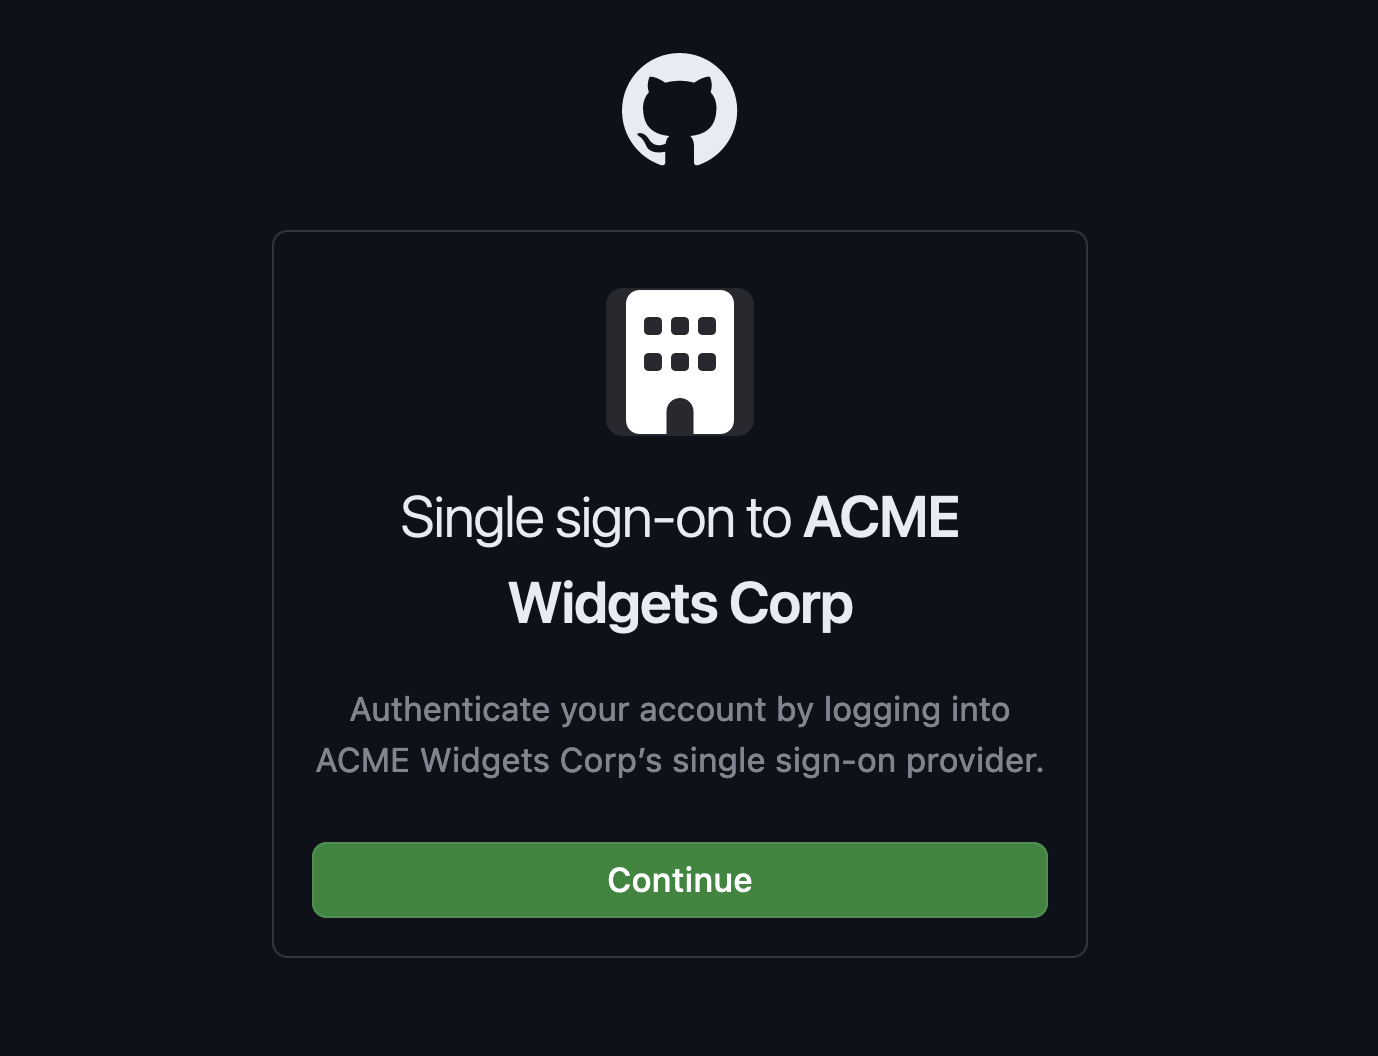 Single sign-on to ACME
Widgets Corp
Authenticate your account by logging into
ACME Widgets Corp’s single sign-on provider.
Continue